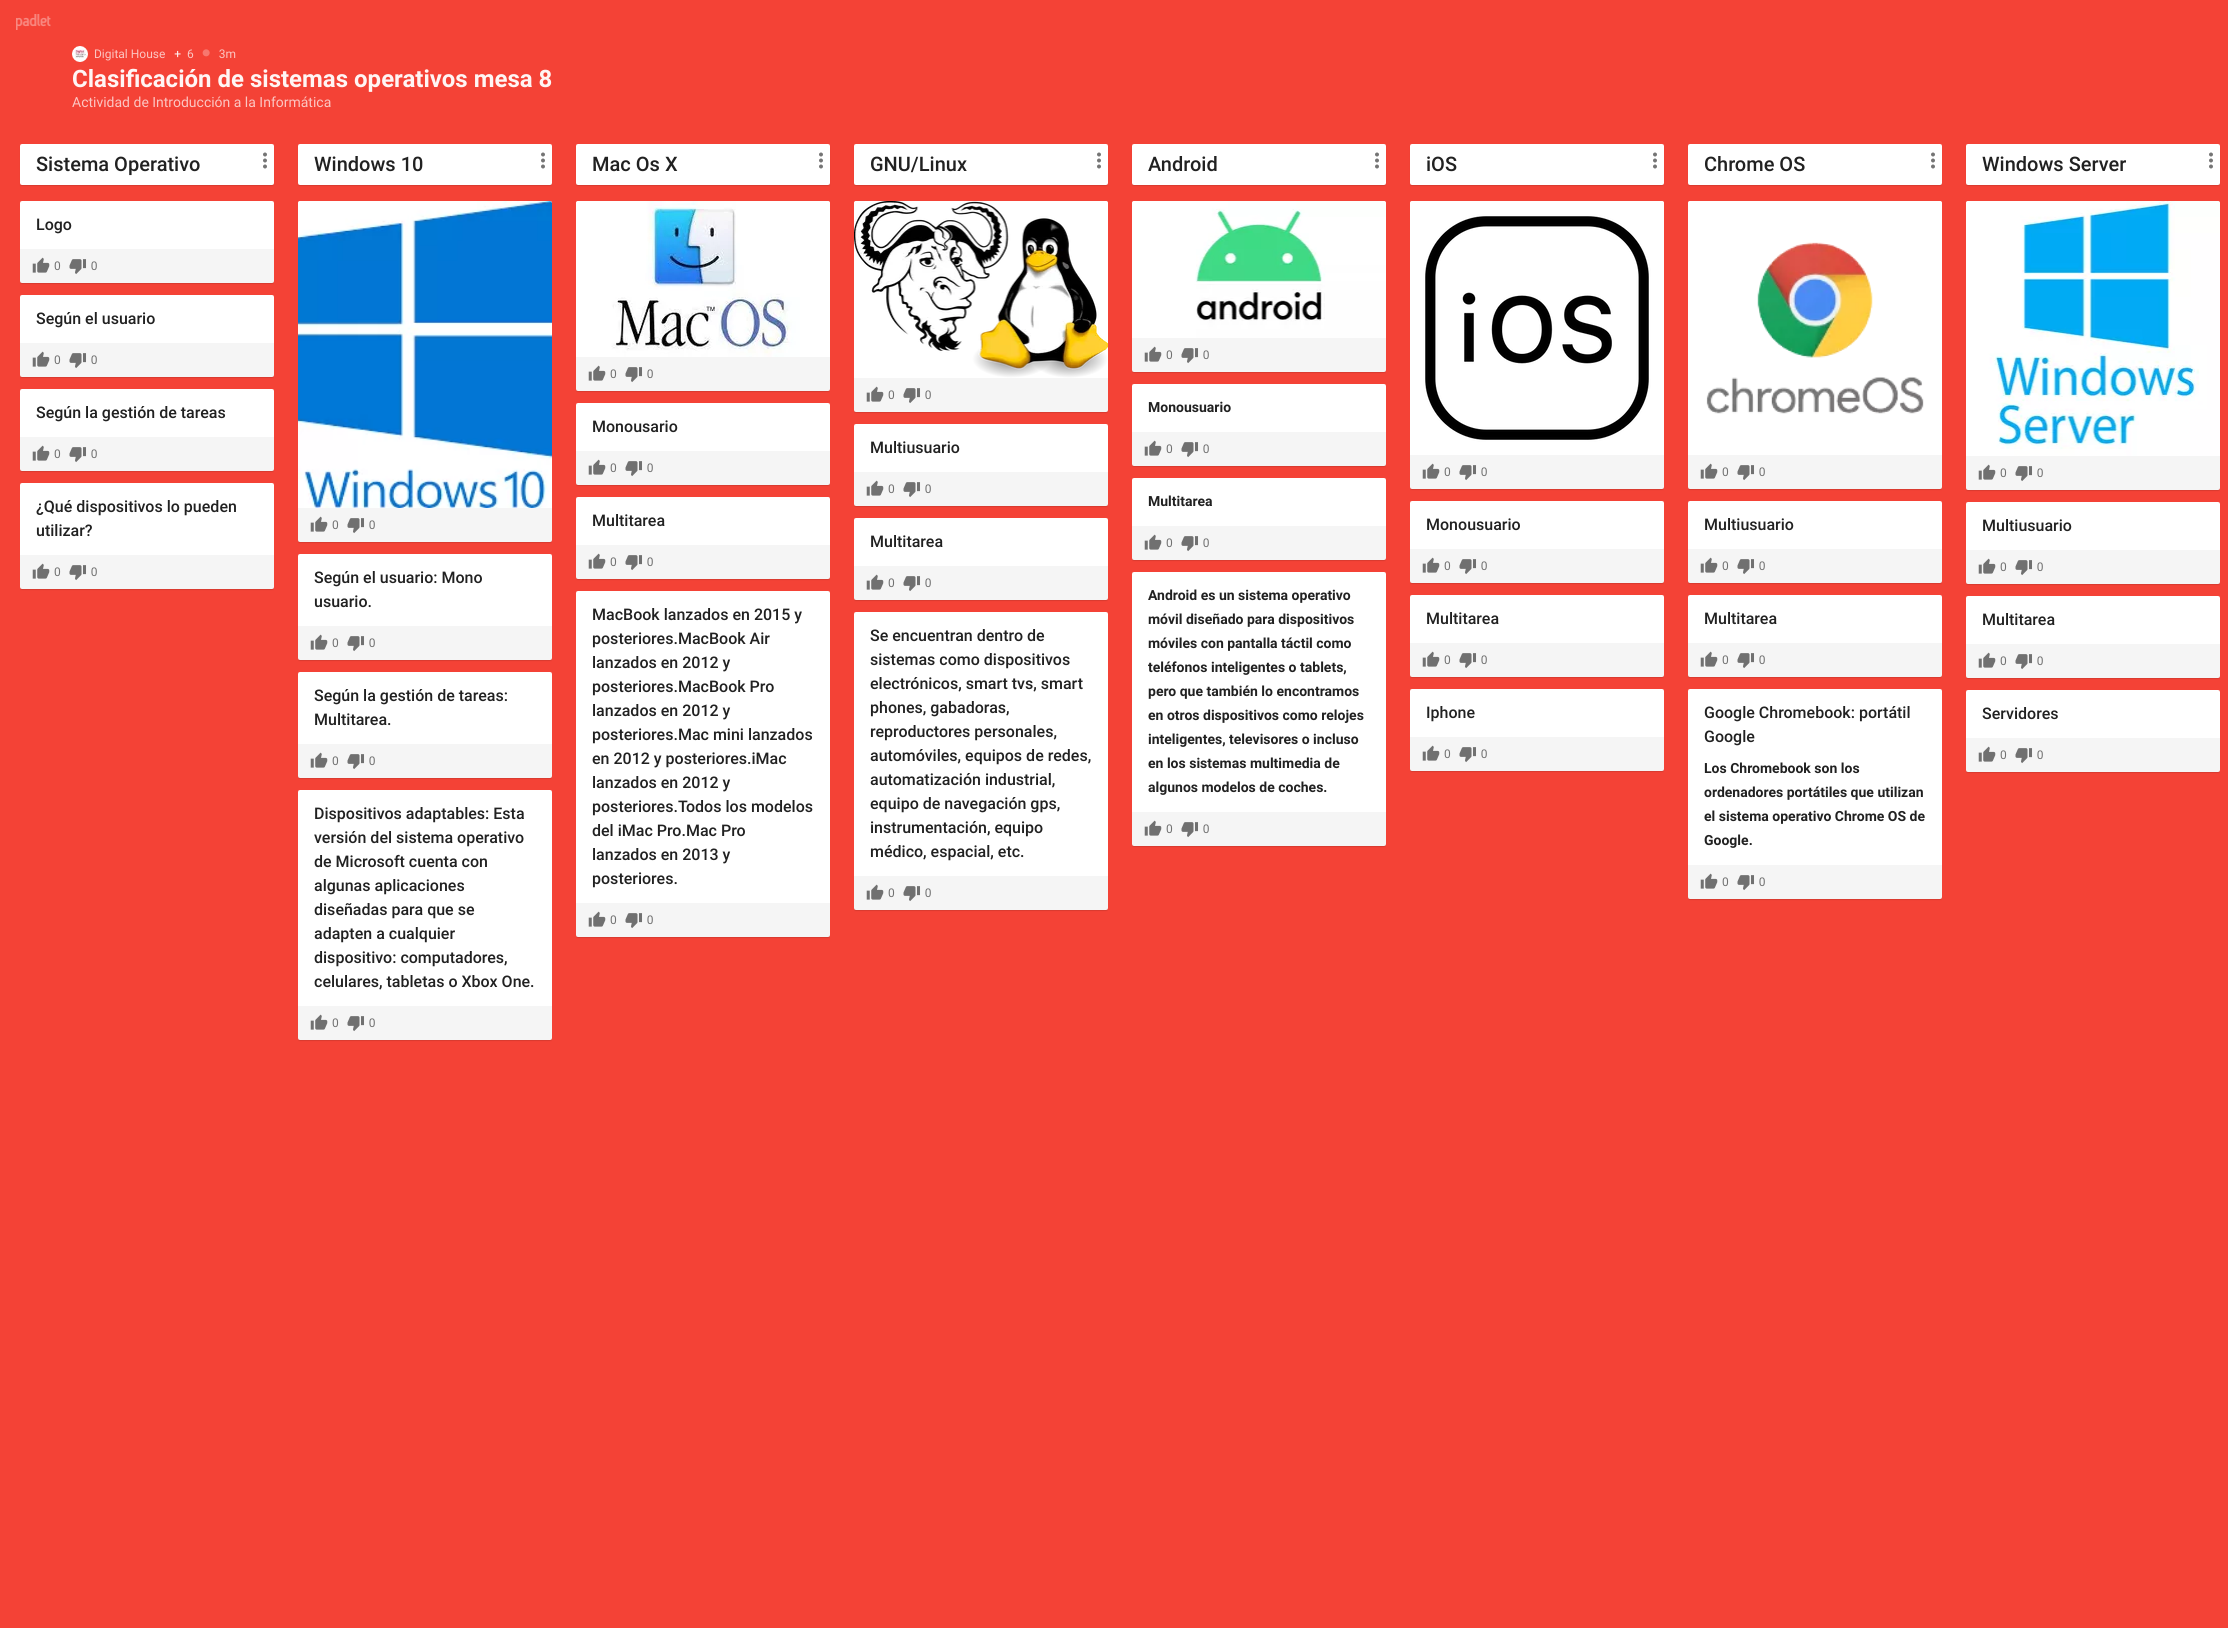 padlet
Digital House + 6 3m
Clasificación de sistemas operativos mesa 8
Actividad de Introducción a la Informática
Sistema Operativo
Logo
0 0
Según el usuario
0 0
Según la gestión de tareas
0 0
¿Qué dispositivos lo pueden
utilizar?
0 0
Windows 10
Windows 10
0 0
Según el usuario: Mono
usuario.
0 0
Según la gestión de tareas:
Multitarea.
0 0
Dispositivos adaptables: Esta
versión del sistema operativo
de Microsoft cuenta con
algunas aplicaciones
diseñadas para que se
adapten a cualquier
dispositivo: computadores,
celulares, tabletas o Xbox One.
0 0
Mac Os X
Mac™OS
0 0
Monousario
0 0
Multitarea
0 0
MacBook lanzados en 2015 y
posteriores.MacBook Air
lanzados en 2012 y
posteriores.MacBook Pro
lanzados en 2012 y
posteriores.Mac mini lanzados
en 2012 y posteriores.iMac
lanzados en 2012 y
posteriores.Todos los modelos
del iMac Pro.Mac Pro
lanzados en 2013 y
posteriores.
0 0
GNU/Linux
0 0
Multiusuario
0 0
Multitarea
0 0
Se encuentran dentro de
sistemas como dispositivos
electrónicos, smart tvs, smart
phones, gabadoras,
reproductores personales,
automóviles, equipos de redes,
automatización industrial,
equipo de navegación gps,
instrumentación, equipo
médico, espacial, etc.
0 0
Android
android
0 0
Monousuario
0 0
Multitarea
0 0
Android es un sistema operativo
móvil diseñado para dispositivos
móviles con pantalla táctil como
teléfonos inteligentes o tablets,
pero que también lo encontramos
en otros dispositivos como relojes
inteligentes, televisores o incluso
en los sistemas multimedia de
algunos modelos de coches.
0 0
iOS
iOS
0 0
Monousuario
0 0
Multitarea
0 0
Iphone
0 0
Chrome OS
chromeOS
0 0
Multiusuario
0 0
Multitarea
0 0
Google Chromebook: portátil
Google
Los Chromebook son los
ordenadores portátiles que utilizan
el sistema operativo Chrome OS de
Google.
0 0
Windows Server
Windows
Server
0 0
Multiusuario
0 0
Multitarea
0 0
Servidores
0 0